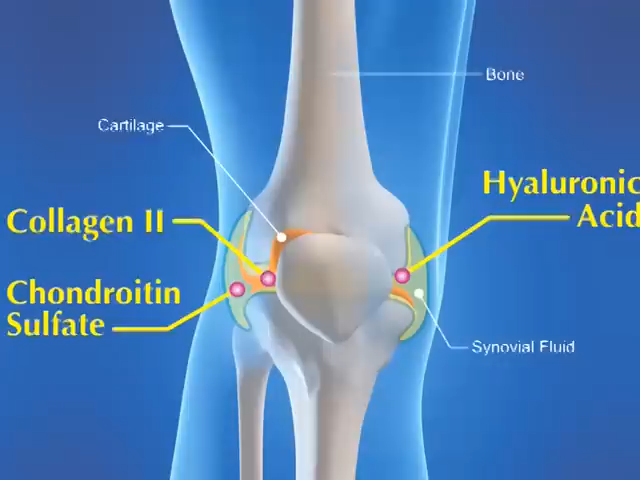 Bone
Cartilage
Hyaluronic
Acid
Collagen II
Chondroitin
Sulfate
Synovial Fluid